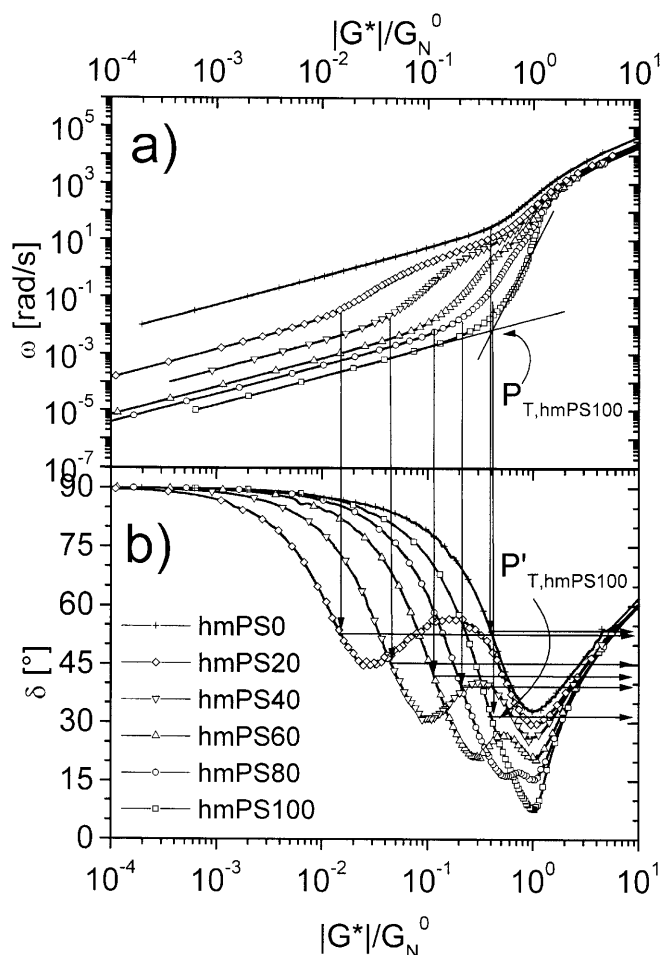 |G*|/G_N^0
10^-4 10^-3 10^-2 10^-1 10^0 10^1
a)
10^5
10^3
10^1
10^-1
10^-3
10^-5
10^-7
ω [rad/s]
P_T,hmPS100
b)
P'_T,hmPS100
90
75
60
45
30
15
0
δ [°]
hmPS0
hmPS20
hmPS40
hmPS60
hmPS80
hmPS100
10^-4 10^-3 10^-2 10^-1 10^0 10^1
|G*|/G_N^0